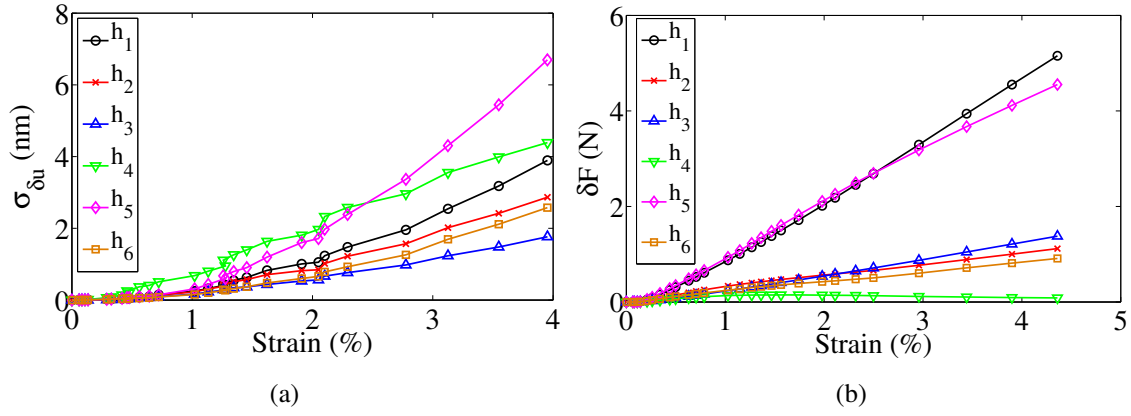 8
6
4
2
0
σδu (nm)
h1
h2
h3
h4
h5
h6
0 1 2 3 4
Strain (%)
(a)
6
4
2
0
δF (N)
h1
h2
h3
h4
h5
h6
0 1 2 3 4 5
Strain (%)
(b)